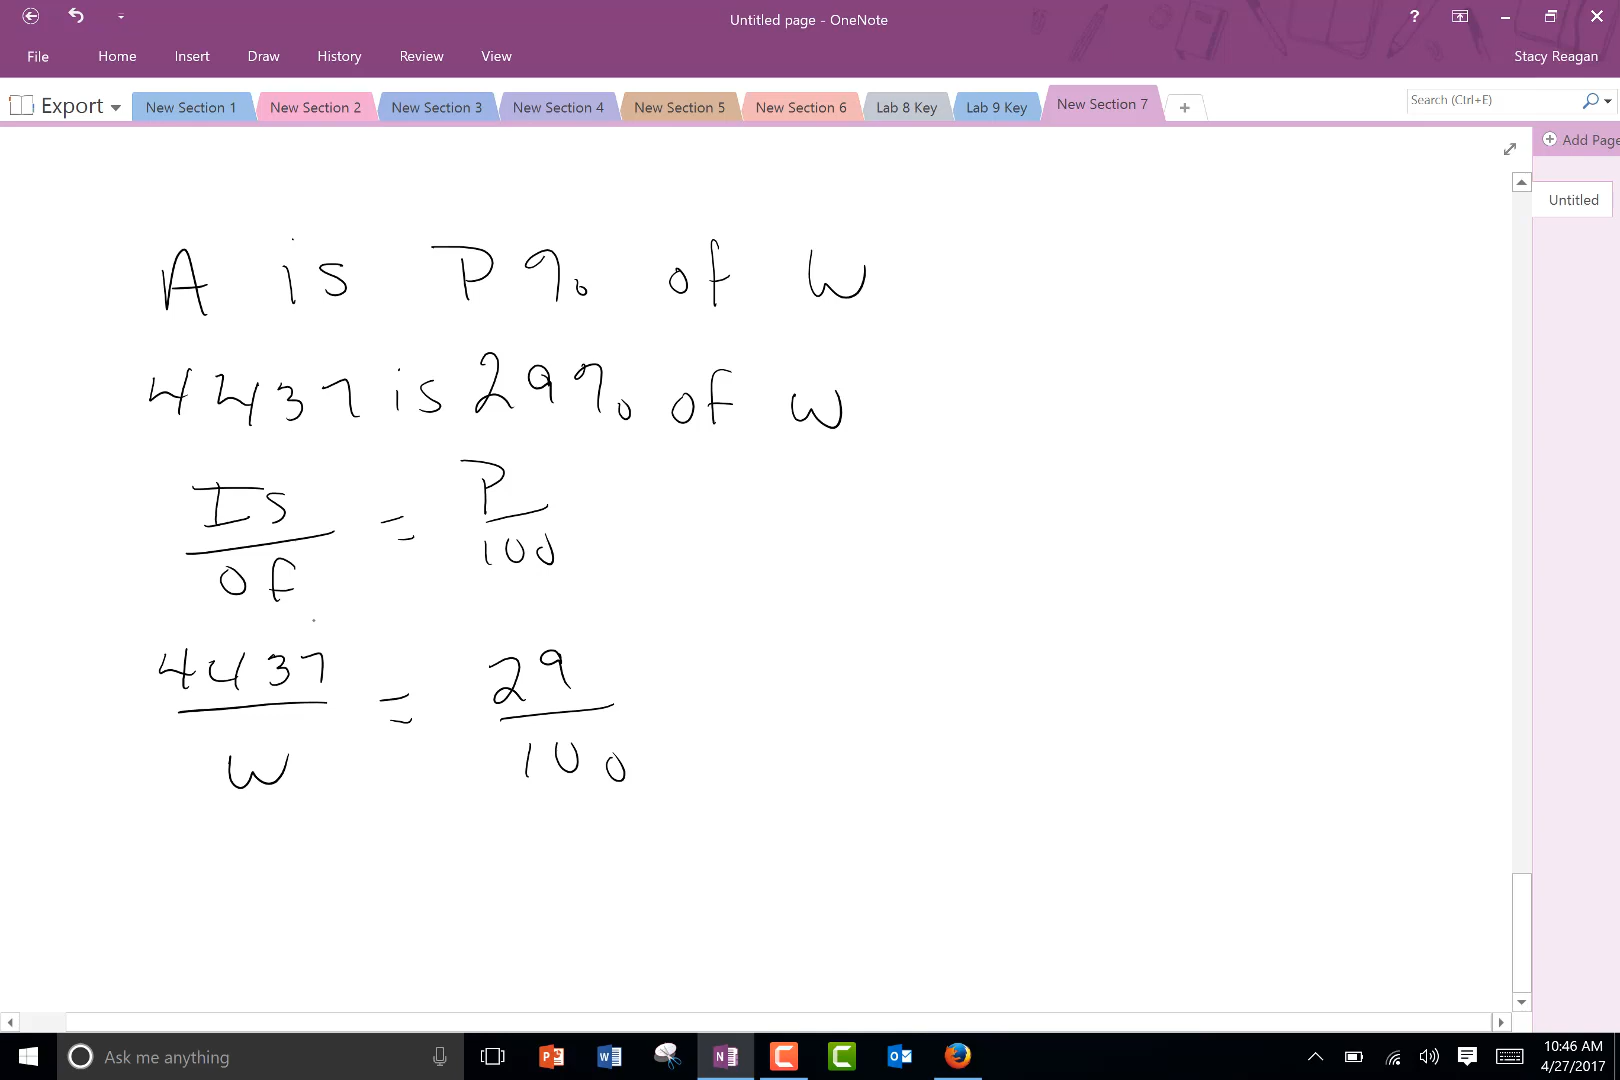 Untitled page - OneNote
?
File Home Insert Draw History Review View
Stacy Reagan
Export New Section 1 New Section 2 New Section 3 New Section 4 New Section 5 New Section 6 Lab 8 Key Lab 9 Key New Section 7 +
Search (Ctrl+E)
Add Page
Untitled
A is P% of W
4437 is 29% of W
Is
of
=
P
100
4437
W
=
29
100
Ask me anything
10:46 AM
4/27/2017